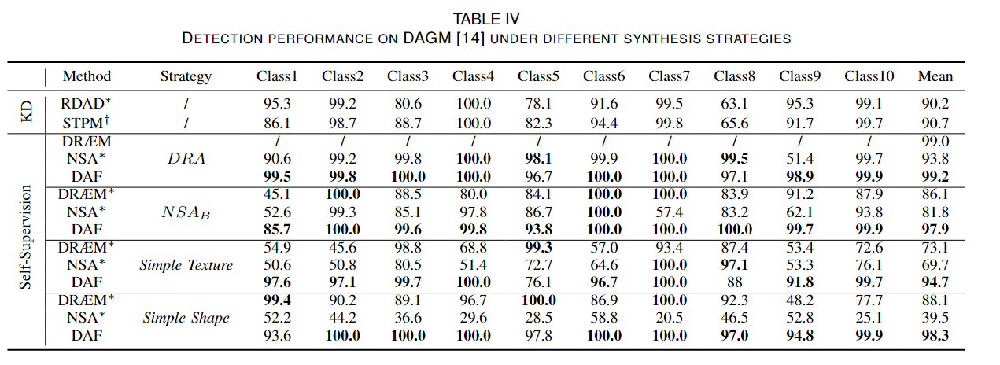 TABLE IV
DETECTION PERFORMANCE ON DAGM [14] UNDER DIFFERENT SYNTHESIS STRATEGIES
Method Strategy Class1 Class2 Class3 Class4 Class5 Class6 Class7 Class8 Class9 Class10 Mean
KD
RDAD* / 95.3 99.2 80.6 100.0 78.1 91.6 99.5 63.1 95.3 99.1 90.2
STPM† / 86.1 98.7 88.7 100.0 82.3 94.4 99.8 65.6 91.7 99.7 90.7
Self-Supervision
DRÆM / / / / / / / / / / 99.0
NSA* DRA 90.6 99.2 99.8 100.0 98.1 99.9 100.0 99.5 51.4 99.7 93.8
DAF 99.5 99.8 100.0 100.0 96.7 100.0 100.0 97.1 98.9 99.9 99.2
DRÆM* 45.1 100.0 88.5 80.0 84.1 100.0 100.0 83.9 91.2 87.9 86.1
NSA* NSA_B 52.6 99.3 85.1 97.8 86.7 100.0 57.4 83.2 62.1 93.8 81.8
DAF 85.7 100.0 99.6 99.8 93.8 100.0 100.0 100.0 99.7 99.9 97.9
DRÆM* 54.9 45.6 98.8 68.8 99.3 57.0 93.4 87.4 53.4 72.6 73.1
NSA* Simple Texture 50.6 50.8 80.5 51.4 72.7 64.6 100.0 97.1 53.3 76.1 69.7
DAF 97.6 97.1 99.7 100.0 76.1 96.7 100.0 88 91.8 99.7 94.7
DRÆM* 99.4 90.2 89.1 96.7 100.0 86.9 100.0 92.3 48.2 77.7 88.1
NSA* Simple Shape 52.2 44.2 36.6 29.6 28.5 58.8 20.5 46.5 52.8 25.1 39.5
DAF 93.6 100.0 100.0 100.0 97.8 100.0 100.0 97.0 94.8 99.9 98.3